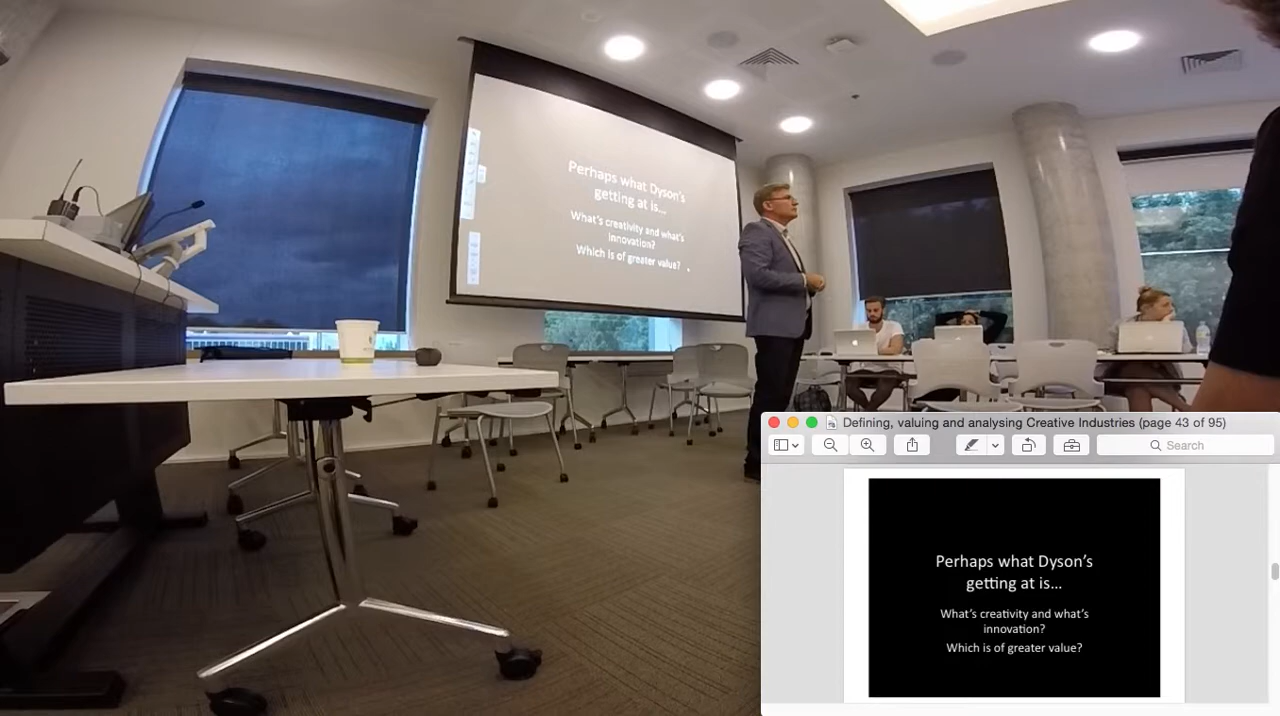 Perhaps what Dyson's
getting at is...
What's creativity and what's
innovation?
Which is of greater value?
Defining, valuing and analysing Creative Industries (page 43 of 95)
Search
Perhaps what Dyson's
getting at is...
What's creativity and what's
innovation?
Which is of greater value?